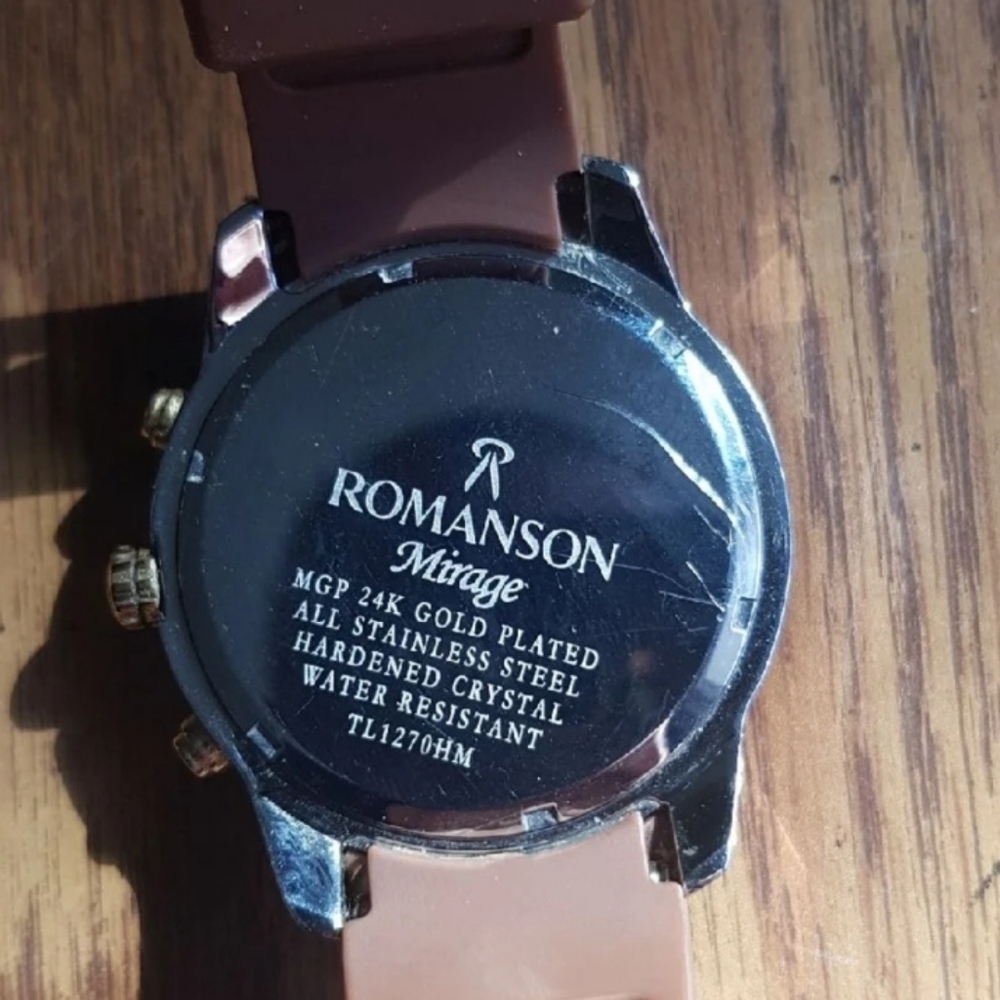 ROMANSON
Mirage
MGP 24K GOLD PLATED
ALL STAINLESS STEEL
HARDENED CRYSTAL
WATER RESISTANT
TL1270HM